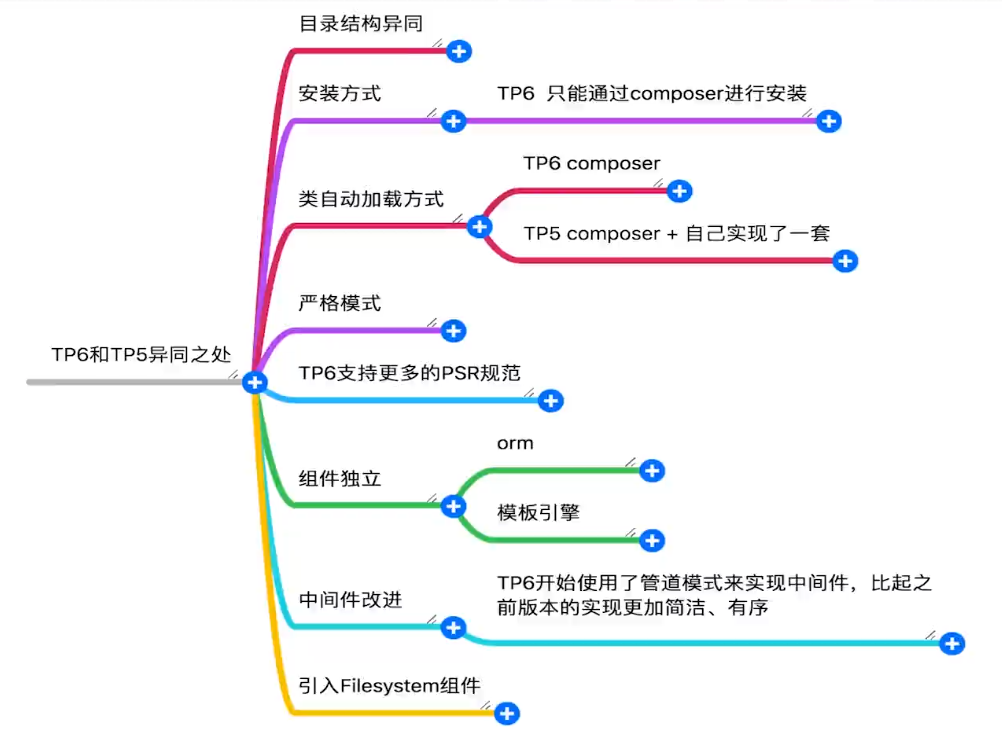 目录结构异同
安装方式
TP6 只能通过composer进行安装
类自动加载方式
TP6 composer
TP5 composer + 自己实现了一套
严格模式
TP6和TP5异同之处
TP6支持更多的PSR规范
组件独立
orm
模板引擎
中间件改进
TP6开始使用了管道模式来实现中间件，比起之
前版本的实现更加简洁、有序
引入Filesystem组件